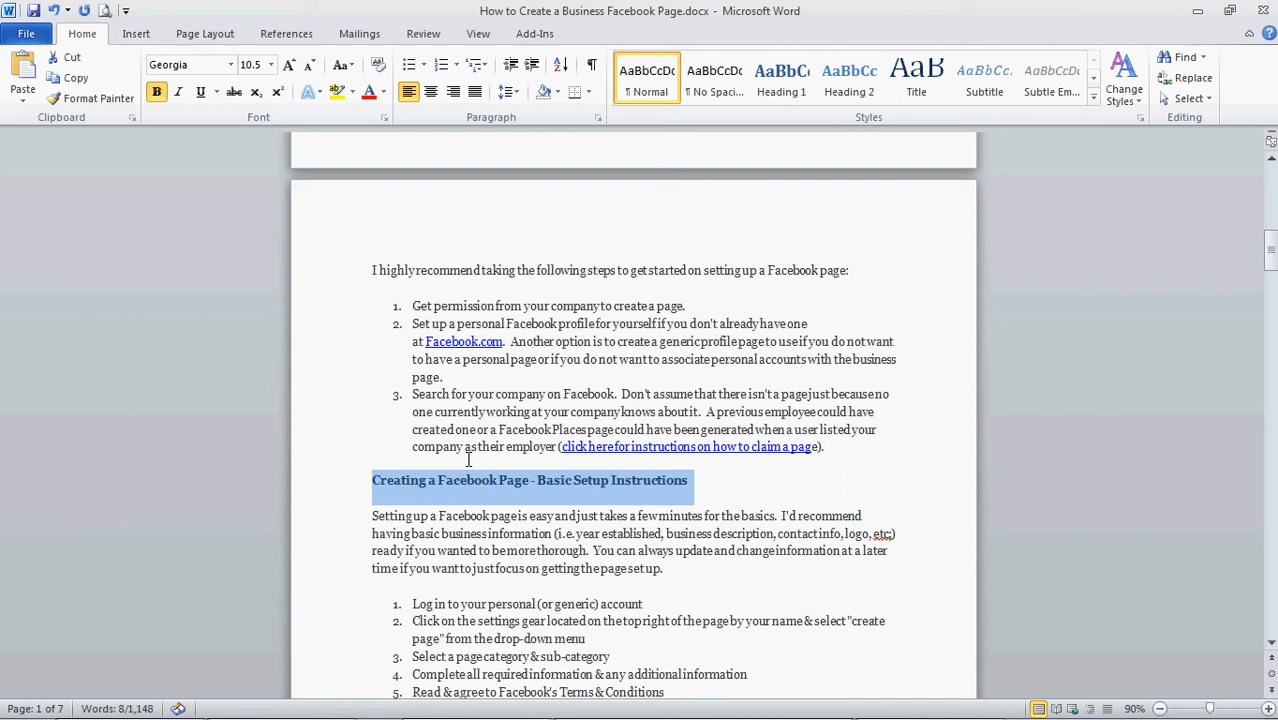 How to Create a Business Facebook Page.docx - Microsoft Word
File Home Insert Page Layout References Mailings Review View Add-Ins
Paste
Cut
Copy
Format Painter
Clipboard
Georgia 10.5
Font
Paragraph
AaBbCcDc AaBbCcDc AaBbCc AaBbCc AaB AaBbCc. AaBbCcDc
¶ Normal ¶ No Spaci... Heading 1 Heading 2 Title Subtitle Subtle Em...
Styles
Change
Styles
Find
Replace
Select
Editing
I highly recommend taking the following steps to get started on setting up a Facebook page:
1. Get permission from your company to create a page.
2. Set up a personal Facebook profile for yourself if you don't already have one
at Facebook.com. Another option is to create a generic profile page to use if you do not want
to have a personal page or if you do not want to associate personal accounts with the business
page.
3. Search for your company on Facebook. Don't assume that there isn't a page just because no
one currently working at your company knows about it. A previous employee could have
created one or a Facebook Places page could have been generated when a user listed your
company as their employer (click here for instructions on how to claim a page).
Creating a Facebook Page - Basic Setup Instructions
Setting up a Facebook page is easy and just takes a few minutes for the basics. I'd recommend
having basic business information (i.e. year established, business description, contact info, logo, etc;)
ready if you wanted to be more thorough. You can always update and change information at a later
time if you want to just focus on getting the page set up.
1. Log in to your personal (or generic) account
2. Click on the settings gear located on the top right of the page by your name & select "create
page" from the drop-down menu
3. Select a page category & sub-category
4. Complete all required information & any additional information
5. Read & agree to Facebook's Terms & Conditions
Page: 1 of 7 Words: 8/1,148 90%